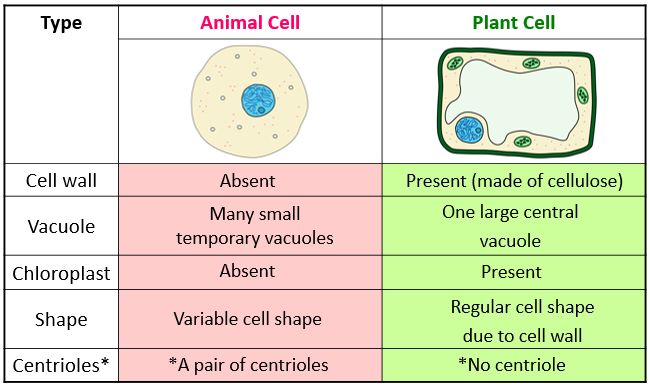 Type Animal Cell Plant Cell
Cell wall Absent Present (made of cellulose)
Vacuole Many small temporary vacuoles One large central vacuole
Chloroplast Absent Present
Shape Variable cell shape Regular cell shape due to cell wall
Centrioles* *A pair of centrioles *No centriole